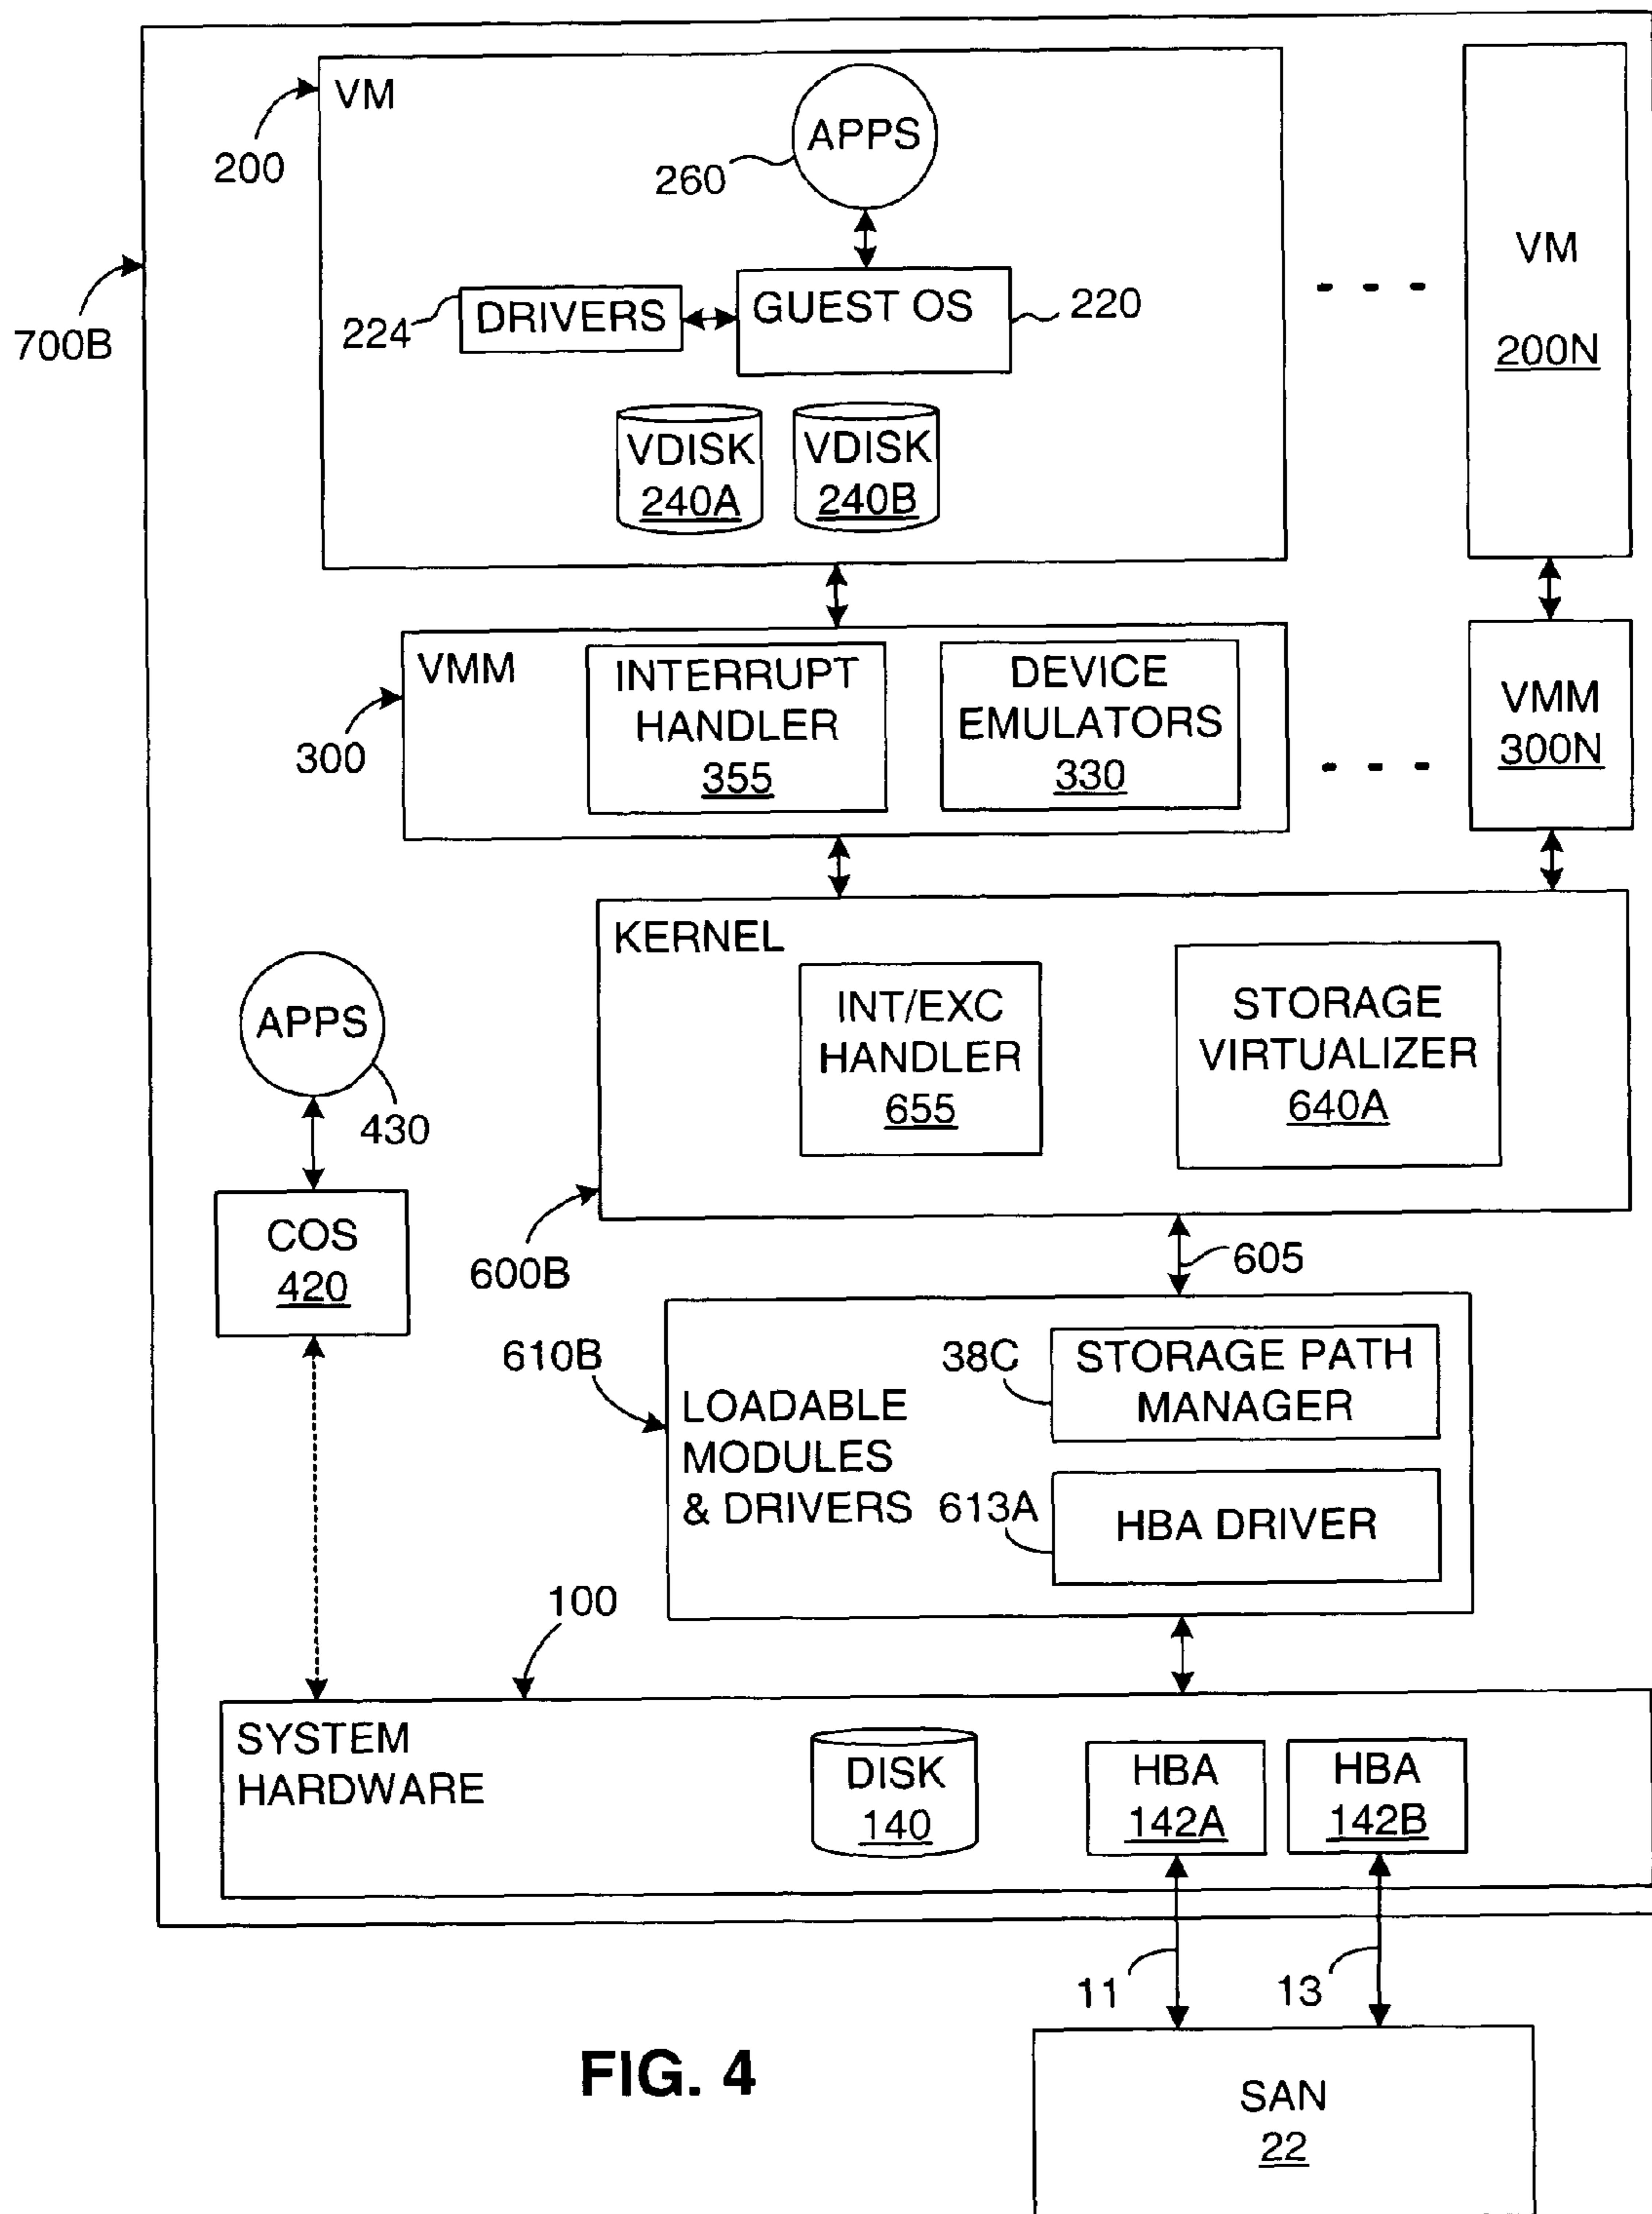 VM
200
APPS
260
DRIVERS
224
GUEST OS
220
VM
200N
700B
VDISK
240A
VDISK
240B
VMM
300
INTERRUPT
HANDLER
355
DEVICE
EMULATORS
330
VMM
300N
KERNEL
INT/EXC
HANDLER
655
STORAGE
VIRTUALIZER
640A
APPS
430
COS
420
600B
605
610B
LOADABLE
MODULES
& DRIVERS
38C
STORAGE PATH
MANAGER
613A
HBA DRIVER
100
SYSTEM
HARDWARE
DISK
140
HBA
142A
HBA
142B
11
13
FIG. 4
SAN
22